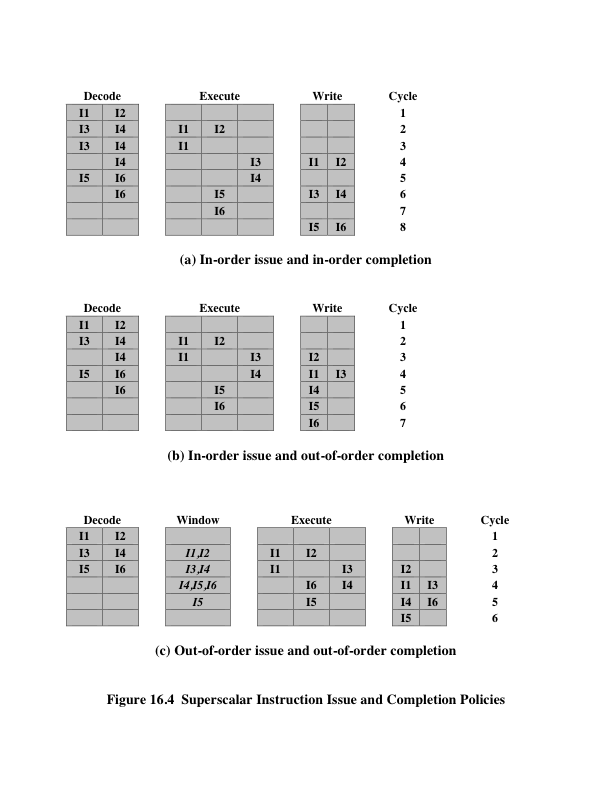 Decode Execute Write Cycle
I1 I2 1
I3 I4 I1 I2 2
I3 I4 I1 3
I4 I3 I1 I2 4
I5 I6 I4 5
I6 I5 I3 I4 6
I6 7
I5 I6 8
(a) In-order issue and in-order completion
Decode Execute Write Cycle
I1 I2 1
I3 I4 I1 I2 2
I4 I1 I3 I2 3
I5 I6 I4 I1 I3 4
I6 I5 I4 5
I6 I5 6
I6 7
(b) In-order issue and out-of-order completion
Decode Window Execute Write Cycle
I1 I2 1
I3 I4 I1,I2 I1 I2 2
I5 I6 I3,I4 I1 I3 I2 3
I4,I5,I6 I6 I4 I1 I3 4
I5 I5 I4 I6 5
I5 6
(c) Out-of-order issue and out-of-order completion
Figure 16.4 Superscalar Instruction Issue and Completion Policies